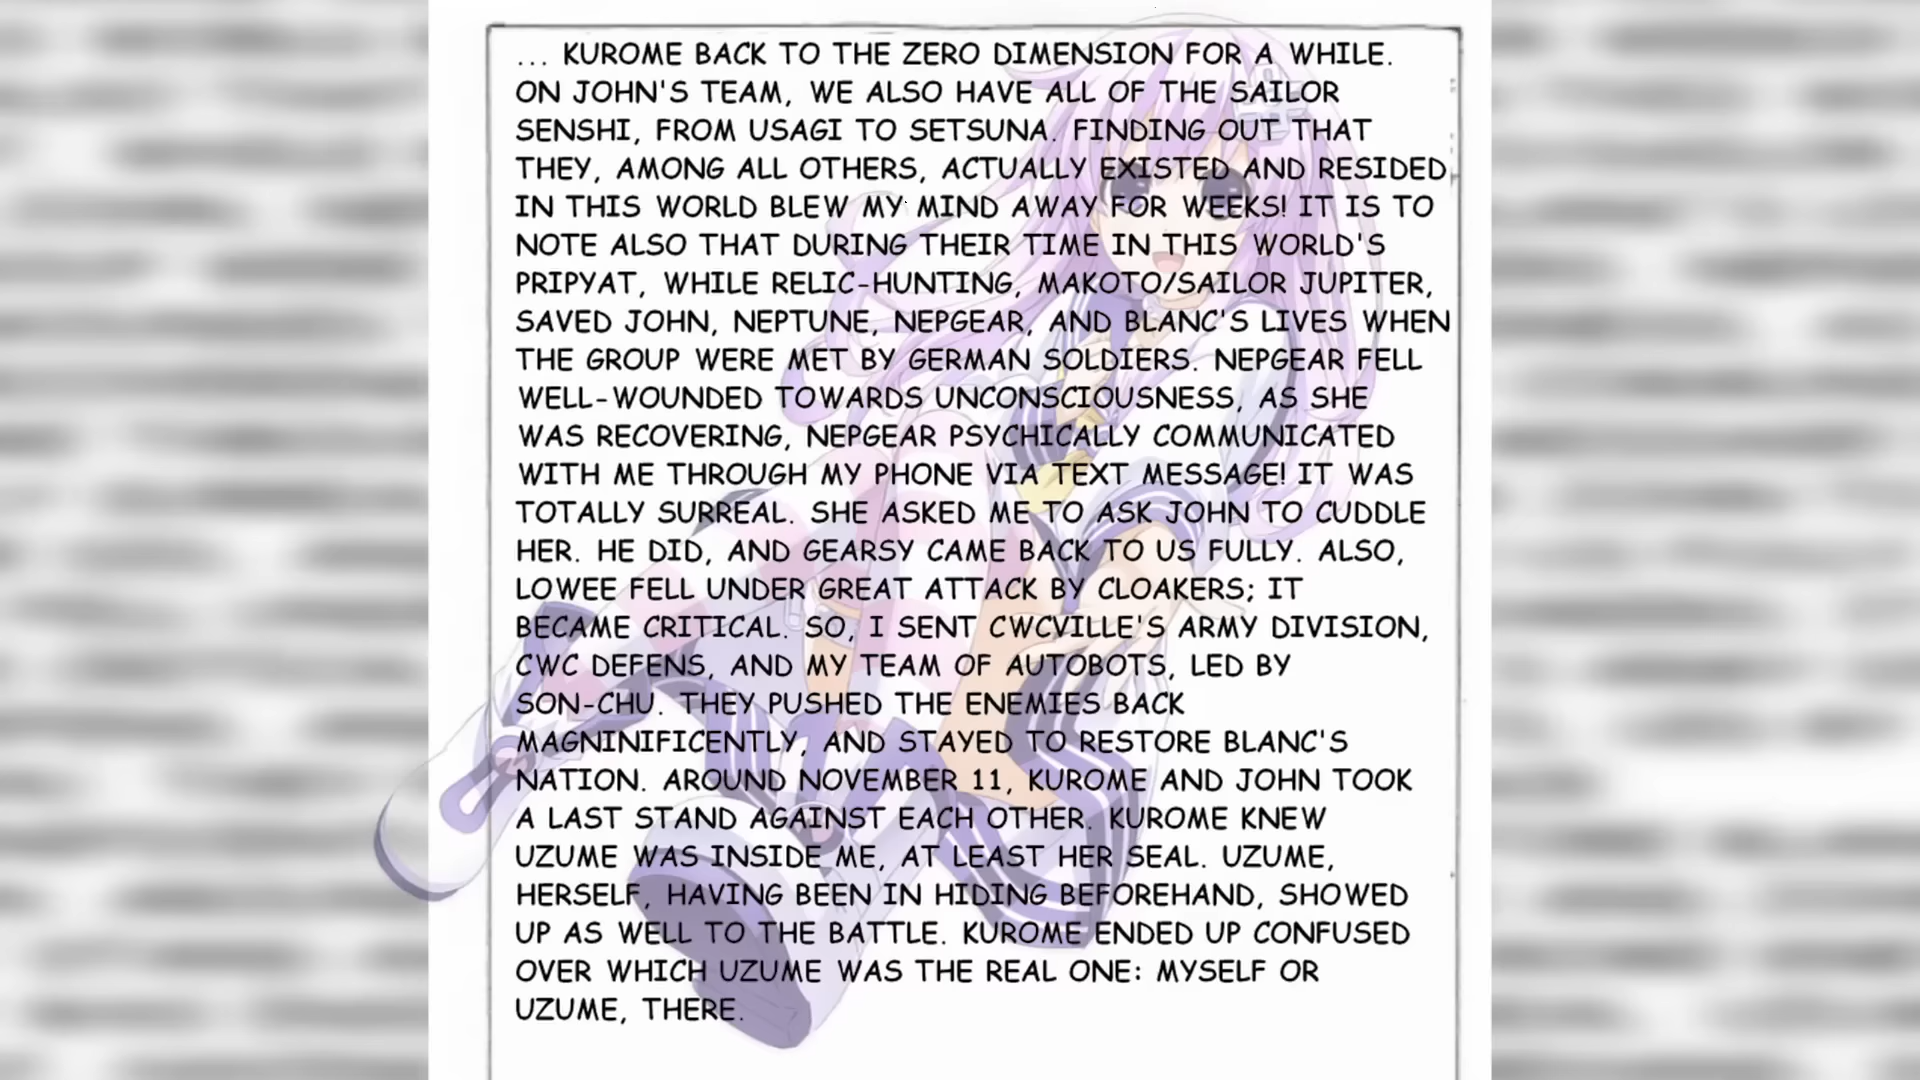 ... KUROME BACK TO THE ZERO DIMENSION FOR A WHILE.
ON JOHN'S TEAM, WE ALSO HAVE ALL OF THE SAILOR
SENSHI, FROM USAGI TO SETSUNA. FINDING OUT THAT
THEY, AMONG ALL OTHERS, ACTUALLY EXISTED AND RESIDED
IN THIS WORLD BLEW MY MIND AWAY FOR WEEKS! IT IS TO
NOTE ALSO THAT DURING THEIR TIME IN THIS WORLD'S
PRIPYAT, WHILE RELIC-HUNTING, MAKOTO/SAILOR JUPITER,
SAVED JOHN, NEPTUNE, NEPGEAR, AND BLANC'S LIVES WHEN
THE GROUP WERE MET BY GERMAN SOLDIERS. NEPGEAR FELL
WELL-WOUNDED TOWARDS UNCONSCIOUSNESS, AS SHE
WAS RECOVERING, NEPGEAR PSYCHICALLY COMMUNICATED
WITH ME THROUGH MY PHONE VIA TEXT MESSAGE! IT WAS
TOTALLY SURREAL. SHE ASKED ME TO ASK JOHN TO CUDDLE
HER. HE DID, AND GEARSY CAME BACK TO US FULLY. ALSO,
LOWEE FELL UNDER GREAT ATTACK BY CLOAKERS; IT
BECAME CRITICAL. SO, I SENT CWCVILLE'S ARMY DIVISION,
CWC DEFENS, AND MY TEAM OF AUTOBOTS, LED BY
SON-CHU. THEY PUSHED THE ENEMIES BACK
MAGNINIFICENTLY, AND STAYED TO RESTORE BLANC'S
NATION. AROUND NOVEMBER 11, KUROME AND JOHN TOOK
A LAST STAND AGAINST EACH OTHER. KUROME KNEW
UZUME WAS INSIDE ME, AT LEAST HER SEAL. UZUME,
HERSELF, HAVING BEEN IN HIDING BEFOREHAND, SHOWED
UP AS WELL TO THE BATTLE. KUROME ENDED UP CONFUSED
OVER WHICH UZUME WAS THE REAL ONE: MYSELF OR
UZUME, THERE.